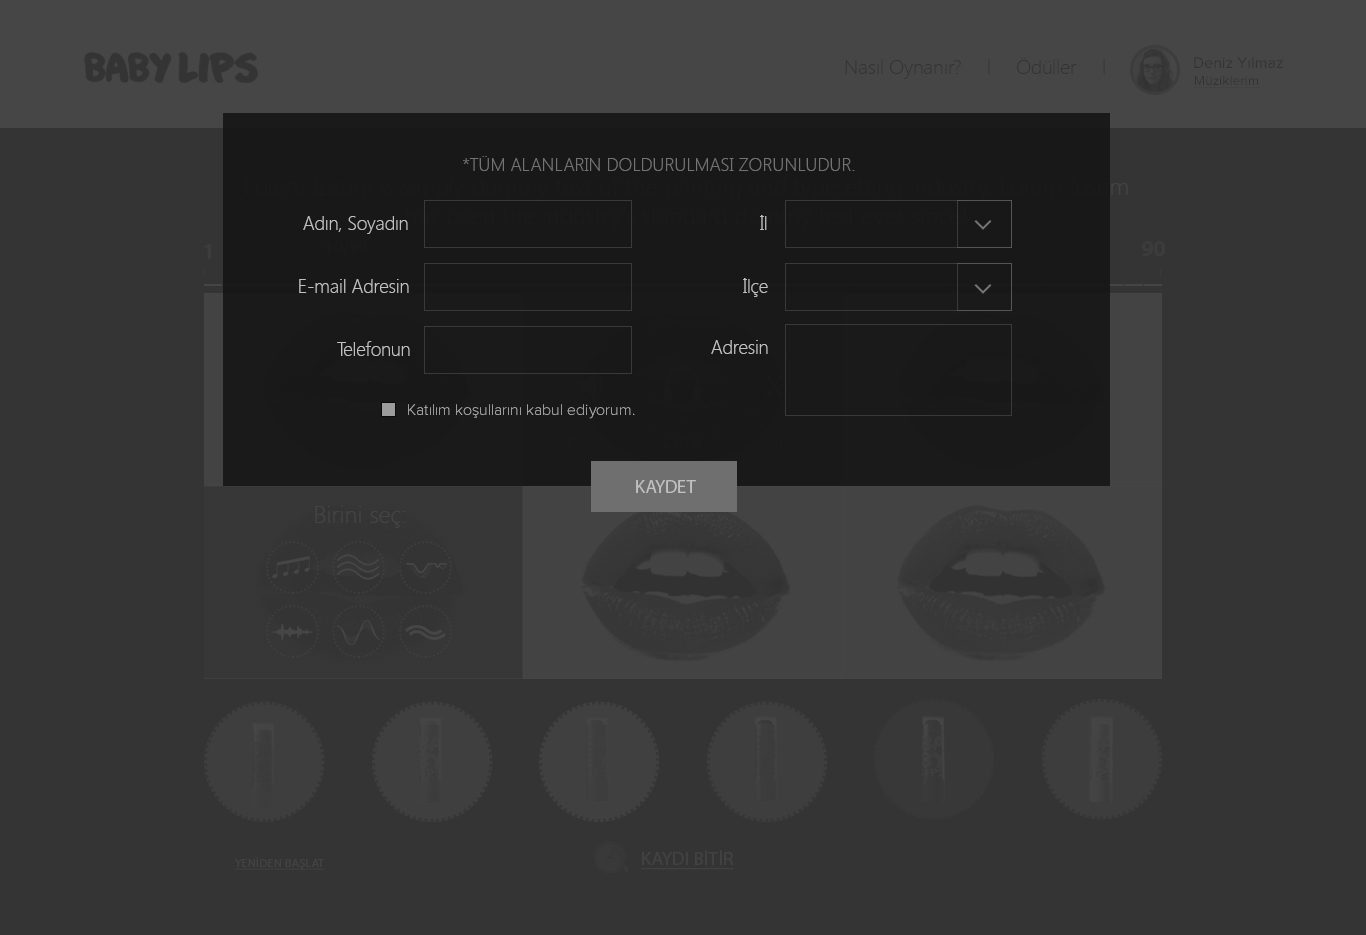 BABY LIPS
Nasıl Oynanır?
Ödüller
Deniz Yılmaz
Müziklerim
*TÜM ALANLARIN DOLDURULMASI ZORUNLUDUR.
Adın, Soyadın
İl
1
90
E-mail Adresin
İlçe
Telefonun
Adresin
Katılım koşullarını kabul ediyorum.
KAYDET
Birini seç:
YENİDEN BAŞLAT
KAYDI BİTİR